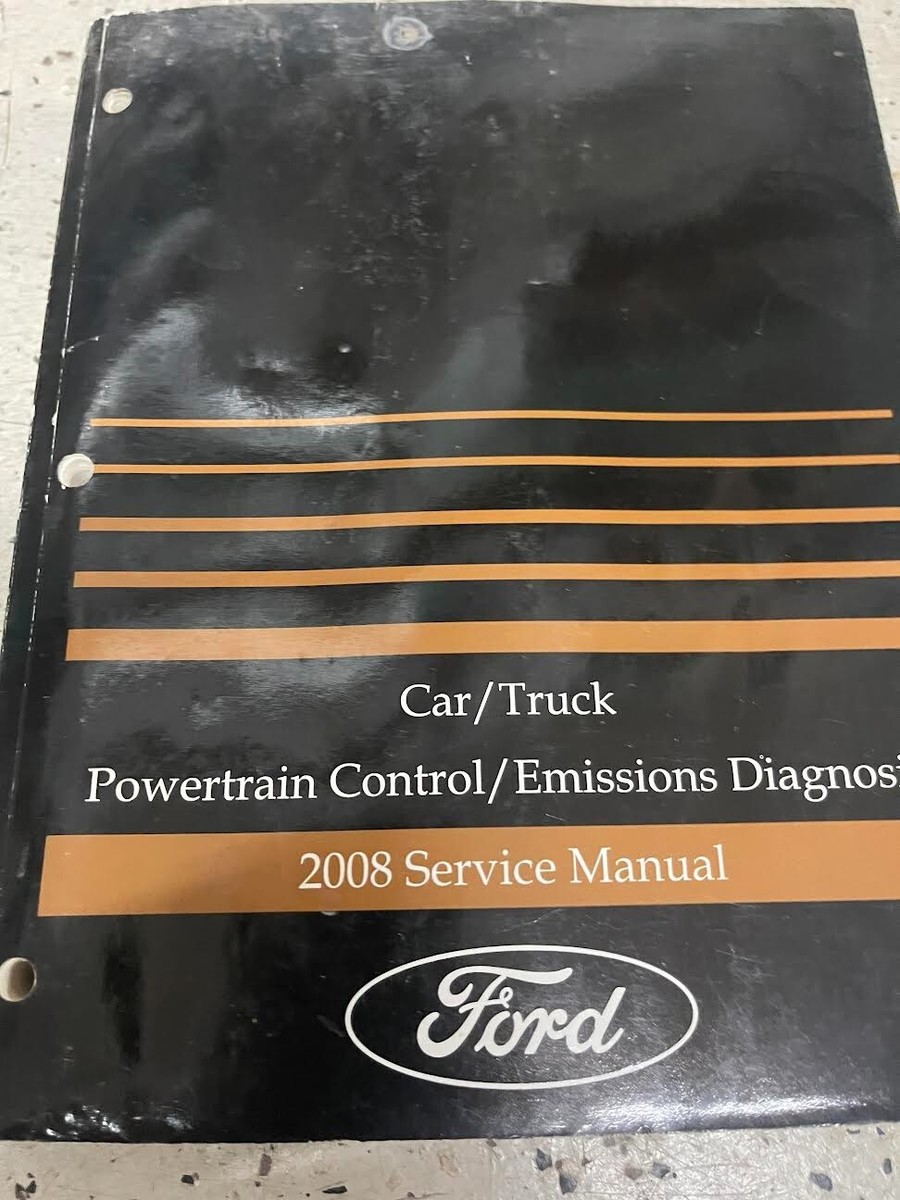 Car/Truck
Powertrain Control/Emissions Diagnosi
2008 Service Manual
Ford